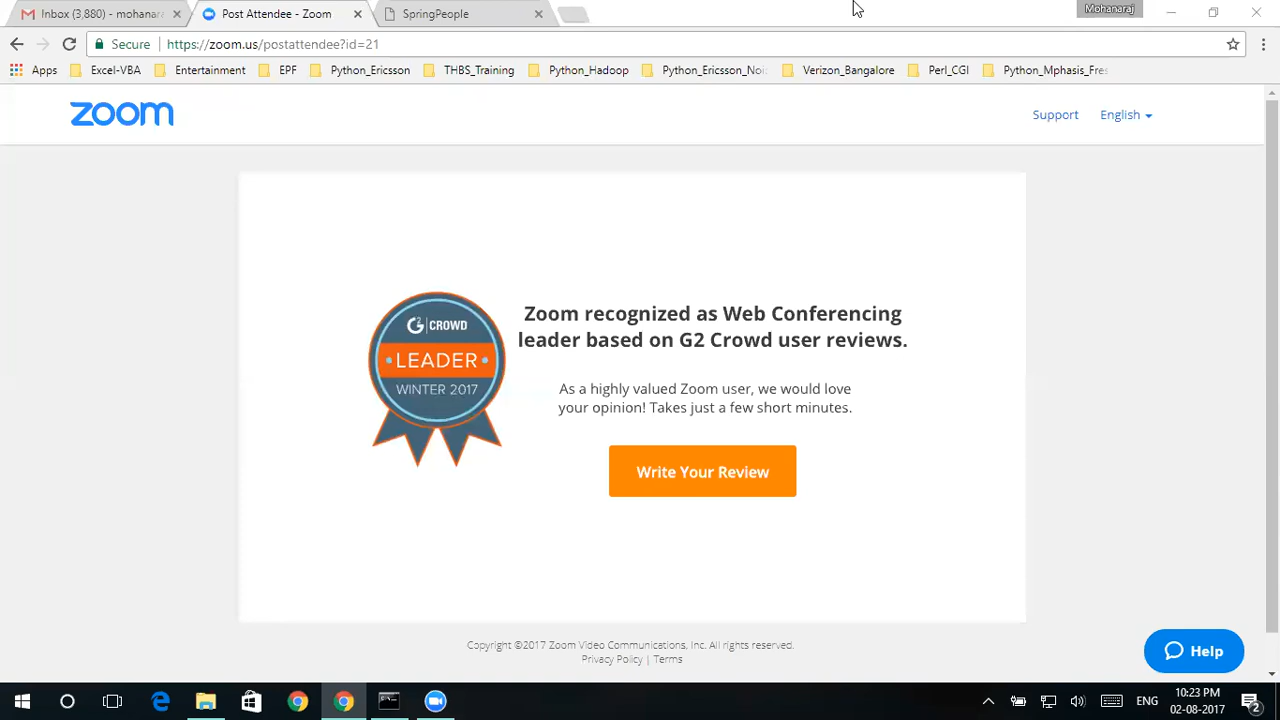 Inbox (3,880) - mohanara
Post Attendee - Zoom
SpringPeople
Mohanaraj
Secure
https://zoom.us/postattendee?id=21
Apps
Excel-VBA
Entertainment
EPF
Python_Ericsson
THBS_Training
Python_Hadoop
Python_Ericsson_Noi
Verizon_Bangalore
Perl_CGI
Python_Mphasis_Fres
zoom
Support
English
Zoom recognized as Web Conferencing
leader based on G2 Crowd user reviews.
G2 CROWD
LEADER
WINTER 2017
As a highly valued Zoom user, we would love
your opinion! Takes just a few short minutes.
Write Your Review
Copyright ©2017 Zoom Video Communications, Inc. All rights reserved.
Privacy Policy | Terms
Help
ENG
10:23 PM
02-08-2017
2